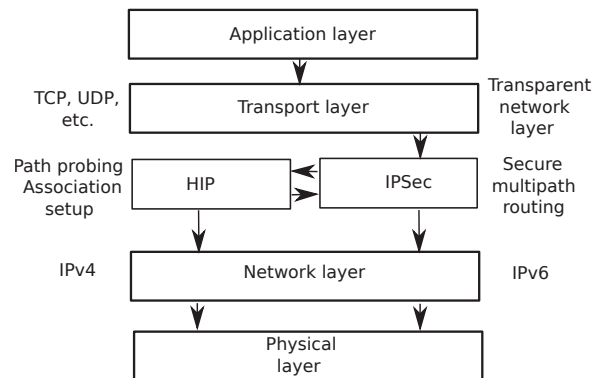 Application layer
TCP, UDP,
etc.
Transport layer
Transparent
network
layer
Path probing
Association
setup
HIP
IPSec
Secure
multipath
routing
IPv4
Network layer
IPv6
Physical
layer